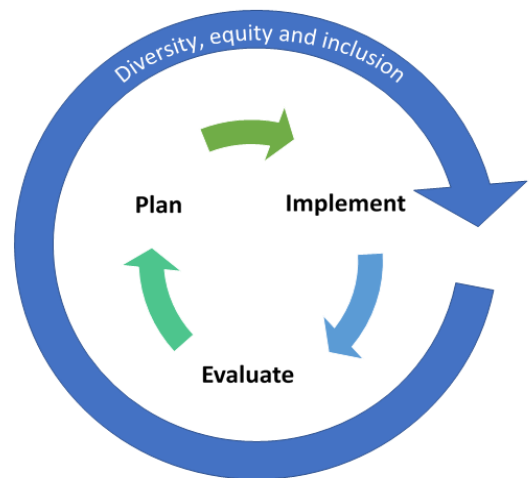 Diversity, equity and inclusion
Plan
Implement
Evaluate